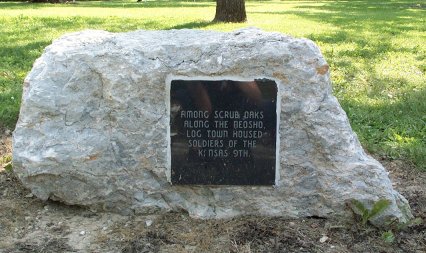 AMONG SCRUB OAKS
ALONG THE NEOSHO,
LOG TOWN HOUSED
SOLDIERS OF THE
KANSAS 9TH.